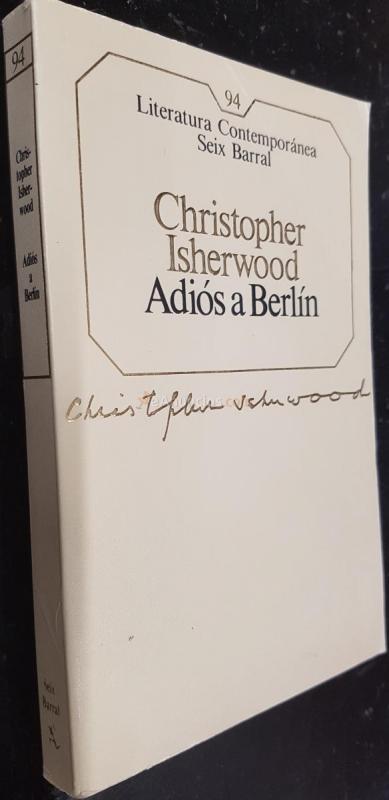 94
Literatura Contemporánea
Seix Barral
Christopher
Isherwood
Adiós a Berlín
Christopher Isherwood
94
Chris-
topher
Isher-
wood
Adiós
a
Berlín
Seix
Barral